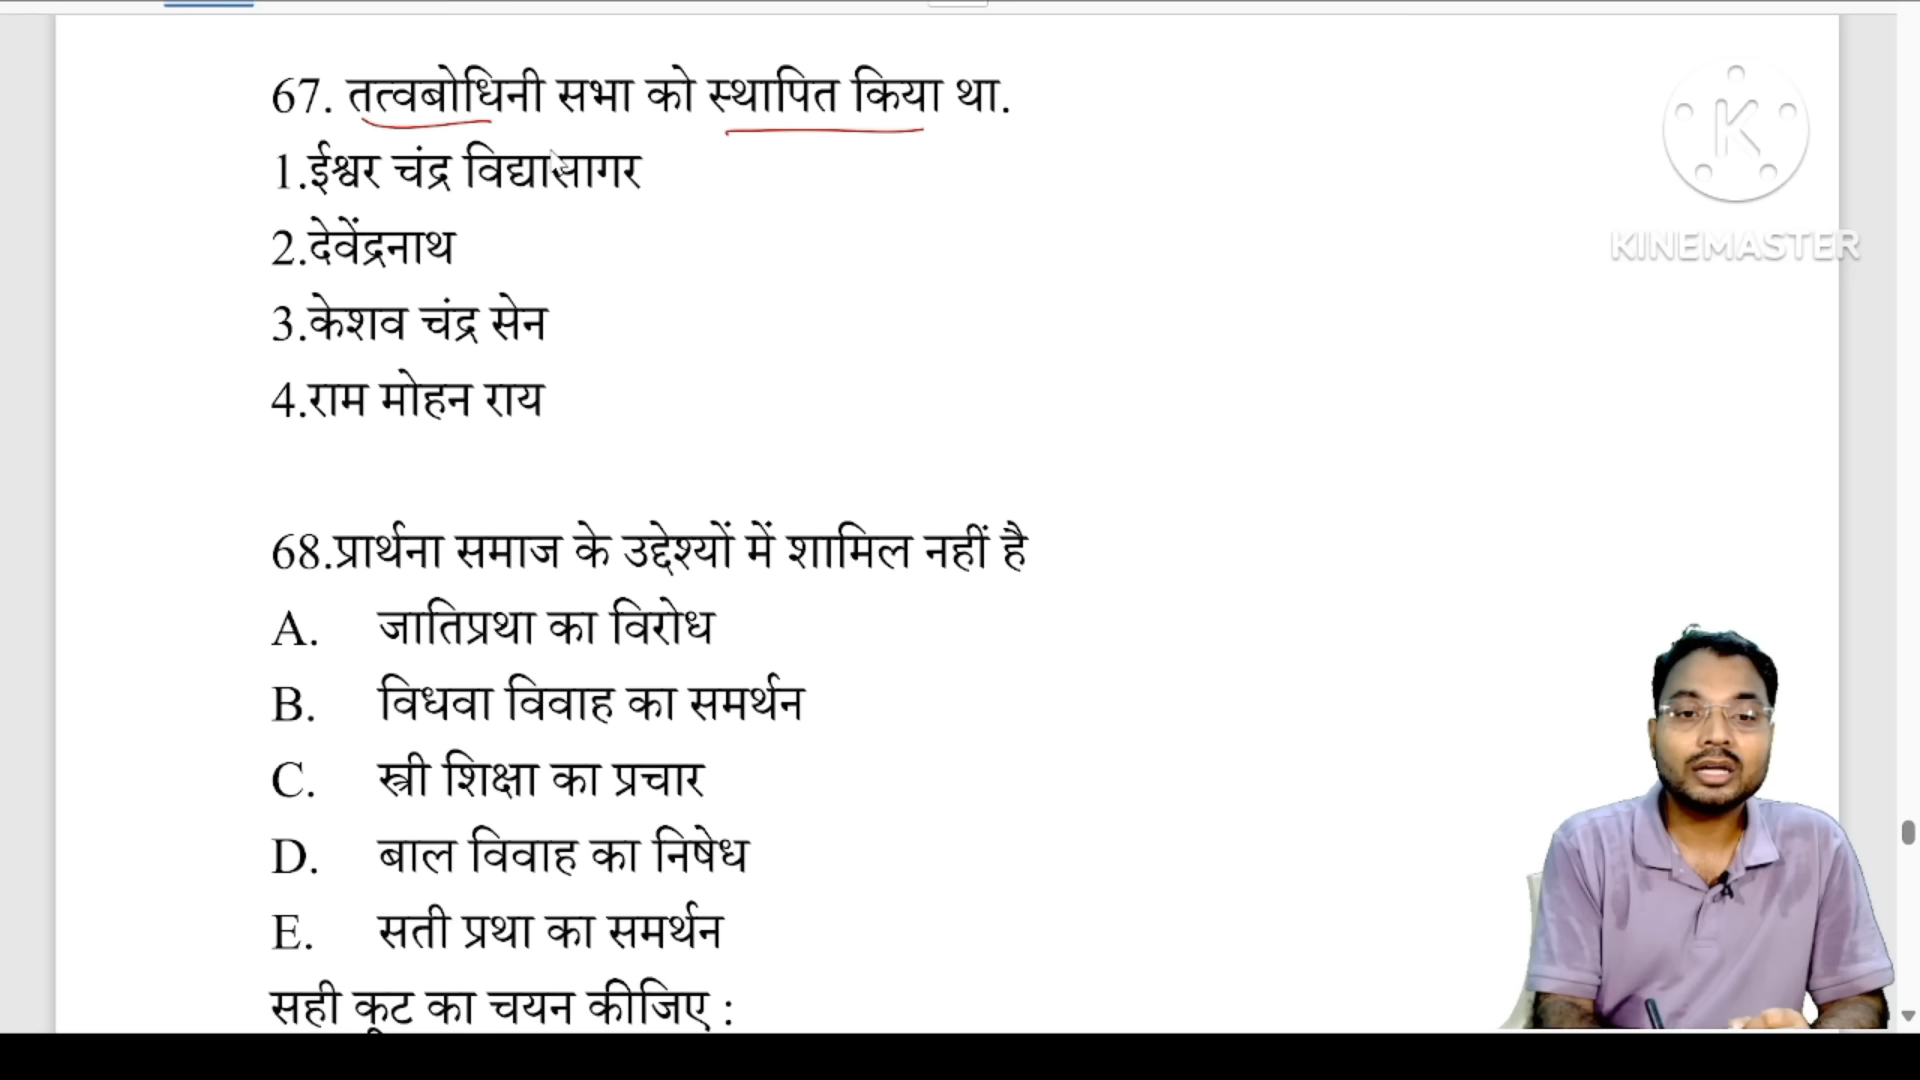 67. तत्वबोधिनी सभा को स्थापित किया था.
1.ईश्वर चंद्र विद्यासागर
2.देवेंद्रनाथ
3.केशव चंद्र सेन
4.राम मोहन राय
K
KINEMASTER
68.प्रार्थना समाज के उद्देश्यों में शामिल नहीं है
A. जातिप्रथा का विरोध
B. विधवा विवाह का समर्थन
C. स्त्री शिक्षा का प्रचार
D. बाल विवाह का निषेध
E. सती प्रथा का समर्थन
सही कूट का चयन कीजिए :